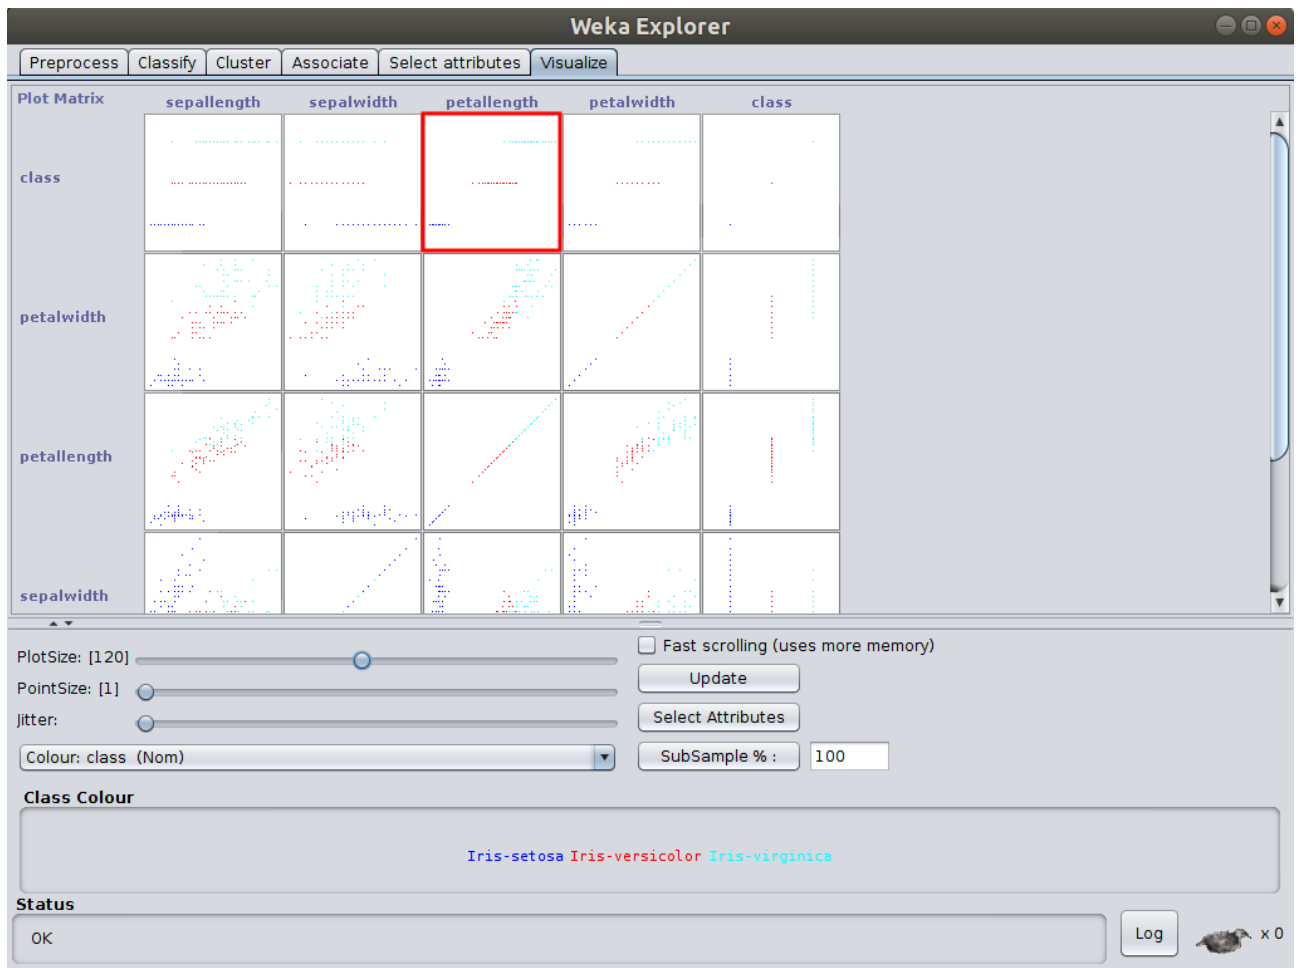 Weka Explorer
Preprocess Classify Cluster Associate Select attributes Visualize
Plot Matrix sepallength sepalwidth petallength petalwidth class
class
petalwidth
petallength
sepalwidth
PlotSize: [120]
PointSize: [1]
Jitter:
Colour: class (Nom)
Fast scrolling (uses more memory)
Update
Select Attributes
SubSample % : 100
Class Colour
Iris-setosa Iris-versicolor Iris-virginica
Status
OK
Log x 0